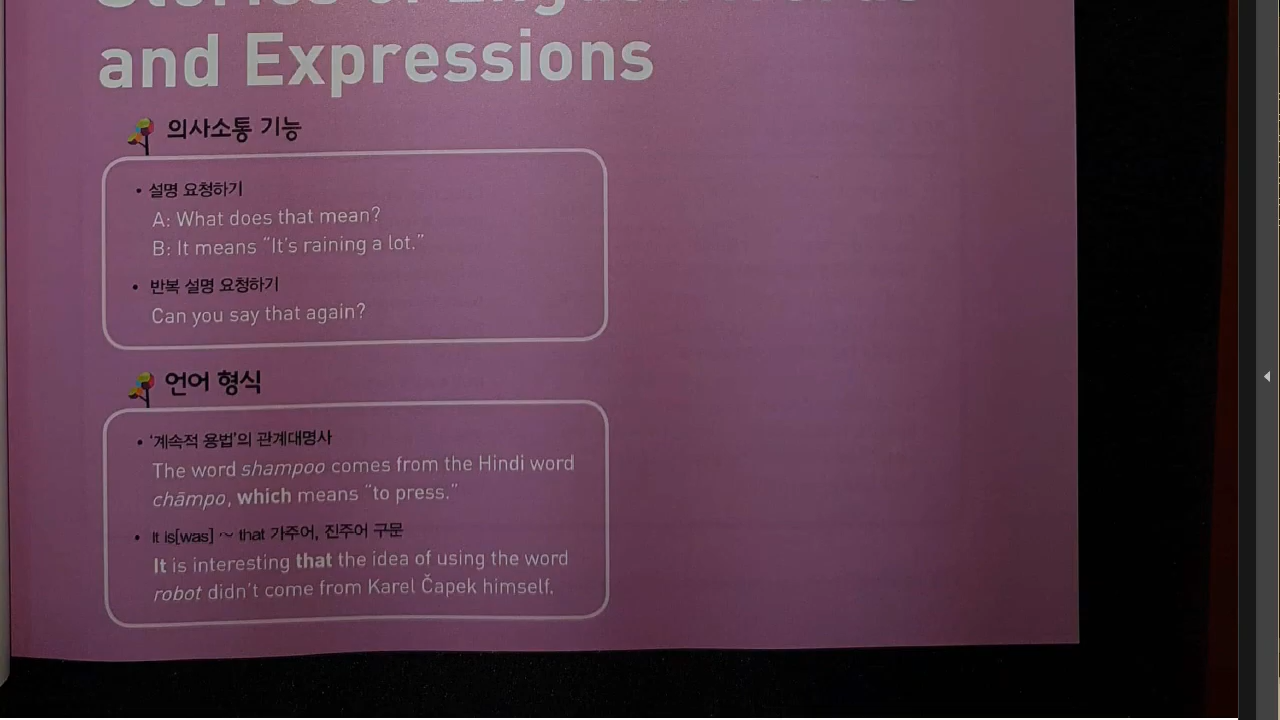 and Expressions
의사소통 기능
• 설명 요청하기
A: What does that mean?
B: It means “It’s raining a lot.”
• 반복 설명 요청하기
Can you say that again?
언어 형식
• ‘계속적 용법’의 관계대명사
The word shampoo comes from the Hindi word
chāmpo, which means “to press.”
• It is[was] ~ that 가주어, 진주어 구문
It is interesting that the idea of using the word
robot didn’t come from Karel Čapek himself.